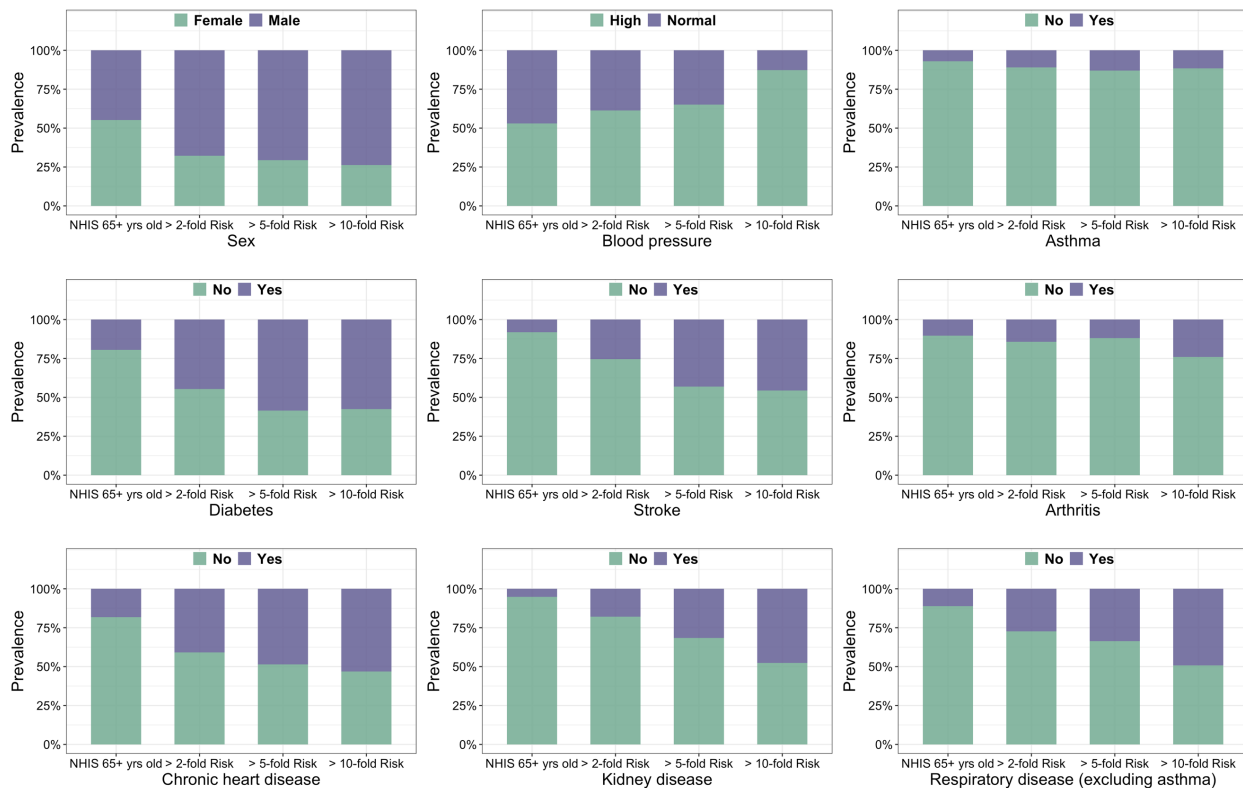 Female Male
Prevalence
100%
75%
50%
25%
0%
NHIS 65+ yrs old > 2-fold Risk > 5-fold Risk > 10-fold Risk
Sex
High Normal
Prevalence
100%
75%
50%
25%
0%
NHIS 65+ yrs old > 2-fold Risk > 5-fold Risk > 10-fold Risk
Blood pressure
No Yes
Prevalence
100%
75%
50%
25%
0%
NHIS 65+ yrs old > 2-fold Risk > 5-fold Risk > 10-fold Risk
Asthma
No Yes
Prevalence
100%
75%
50%
25%
0%
NHIS 65+ yrs old > 2-fold Risk > 5-fold Risk > 10-fold Risk
Diabetes
No Yes
Prevalence
100%
75%
50%
25%
0%
NHIS 65+ yrs old > 2-fold Risk > 5-fold Risk > 10-fold Risk
Stroke
No Yes
Prevalence
100%
75%
50%
25%
0%
NHIS 65+ yrs old > 2-fold Risk > 5-fold Risk > 10-fold Risk
Arthritis
No Yes
Prevalence
100%
75%
50%
25%
0%
NHIS 65+ yrs old > 2-fold Risk > 5-fold Risk > 10-fold Risk
Chronic heart disease
No Yes
Prevalence
100%
75%
50%
25%
0%
NHIS 65+ yrs old > 2-fold Risk > 5-fold Risk > 10-fold Risk
Kidney disease
No Yes
Prevalence
100%
75%
50%
25%
0%
NHIS 65+ yrs old > 2-fold Risk > 5-fold Risk > 10-fold Risk
Respiratory disease (excluding asthma)